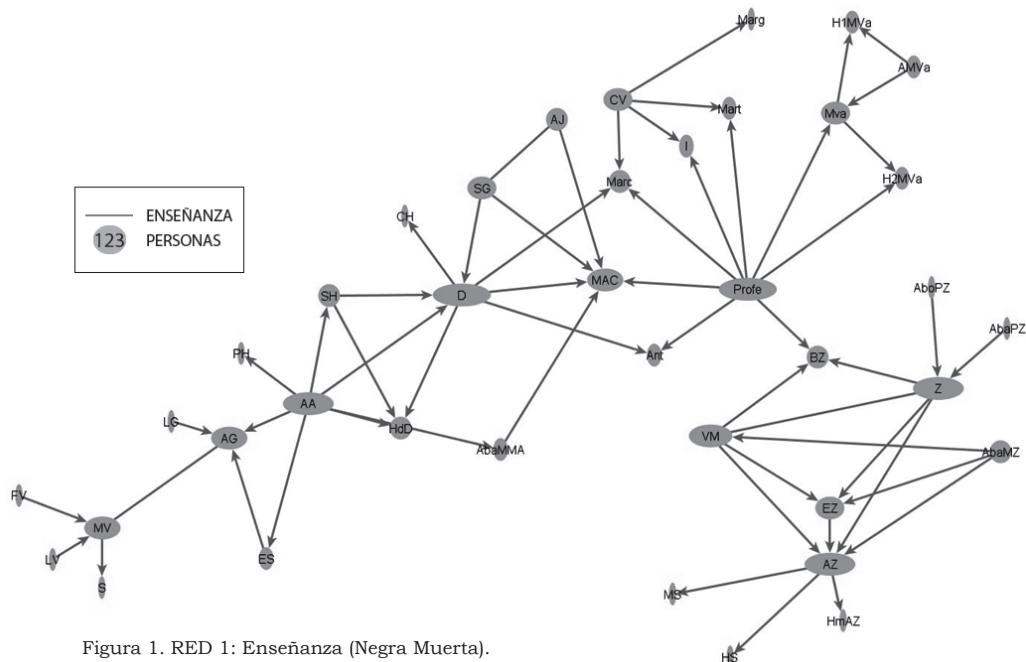 Marg
H1MVa
AMVa
CV
Mart
Mva
AJ
I
SG
Marc
H2MVa
CH
ENSEÑANZA
123 PERSONAS
MAC
Profe
SH
D
AboPZ
AbaPZ
PH
Ant
BZ
Z
AA
LG
HdD
AG
VM
AbaMMA
AbaMZ
FV
EZ
MV
LV
ES
AZ
S
MS
HmAZ
HS
Figura 1. RED 1: Enseñanza (Negra Muerta).